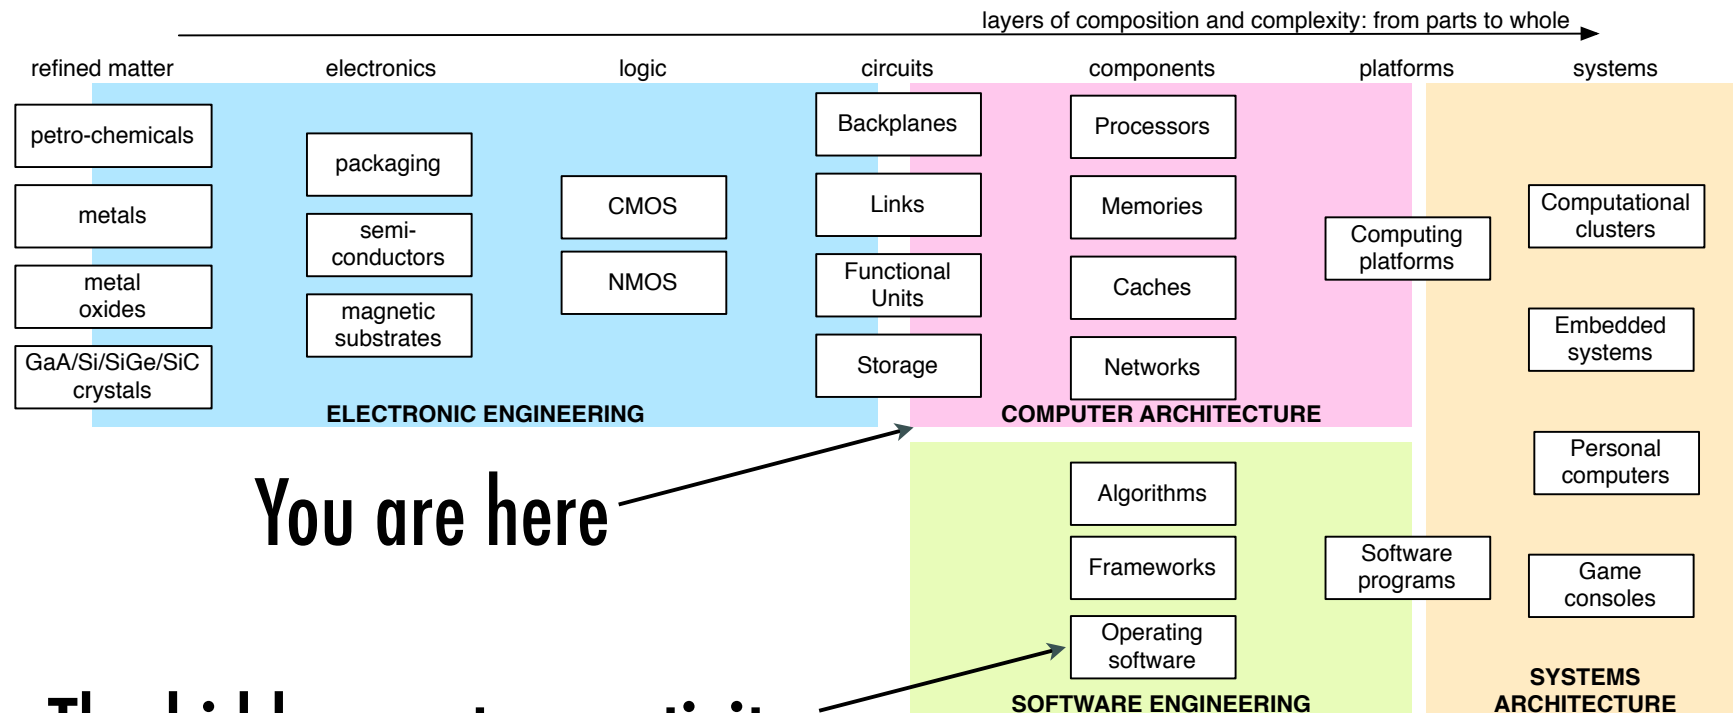 layers of composition and complexity: from parts to whole
refined matter
electronics
logic
circuits
components
platforms
systems
petro-chemicals
metals
metal
oxides
GaA/Si/SiGe/SiC
crystals
packaging
semi-
conductors
magnetic
substrates
CMOS
NMOS
ELECTRONIC ENGINEERING
Backplanes
Links
Functional
Units
Storage
Processors
Memories
Caches
Networks
COMPUTER ARCHITECTURE
Computing
platforms
Computational
clusters
Embedded
systems
Personal
computers
Game
consoles
SYSTEMS
ARCHITECTURE
You are here
Algorithms
Frameworks
Operating
software
Software
programs
SOFTWARE ENGINEERING